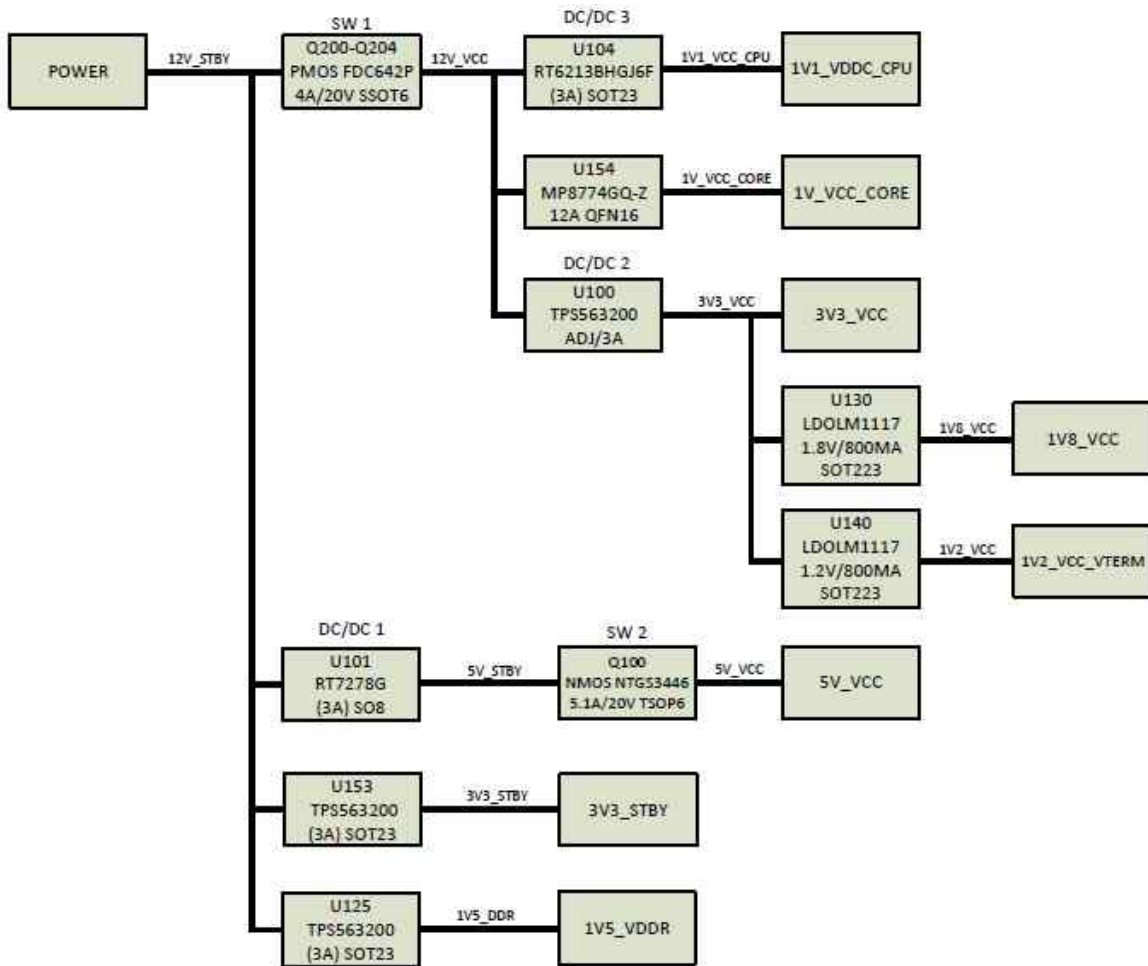 SW 1
DC/DC 3
POWER
12V_STBY
Q200-Q204
PMOS FDC642P
4A/20V SSOT6
12V_VCC
U104
RT6213BHGJ6F
(3A) SOT23
1V1_VCC_CPU
1V1_VDDC_CPU
U154
MP8774GQ-Z
12A QFN16
1V_VCC_CORE
1V_VCC_CORE
DC/DC 2
U100
TPS563200
ADJ/3A
3V3_VCC
3V3_VCC
U130
LDOLM1117
1.8V/800MA
SOT223
1V8_VCC
1V8_VCC
U140
LDOLM1117
1.2V/800MA
SOT223
1V2_VCC
1V2_VCC_VTERM
DC/DC 1
SW 2
U101
RT7278G
(3A) SO8
5V_STBY
Q100
NMOS NTGS3446
5.1A/20V TSOP6
5V_VCC
5V_VCC
U153
TPS563200
(3A) SOT23
3V3_STBY
3V3_STBY
U125
TPS563200
(3A) SOT23
1V5_DDR
1V5_VDDR